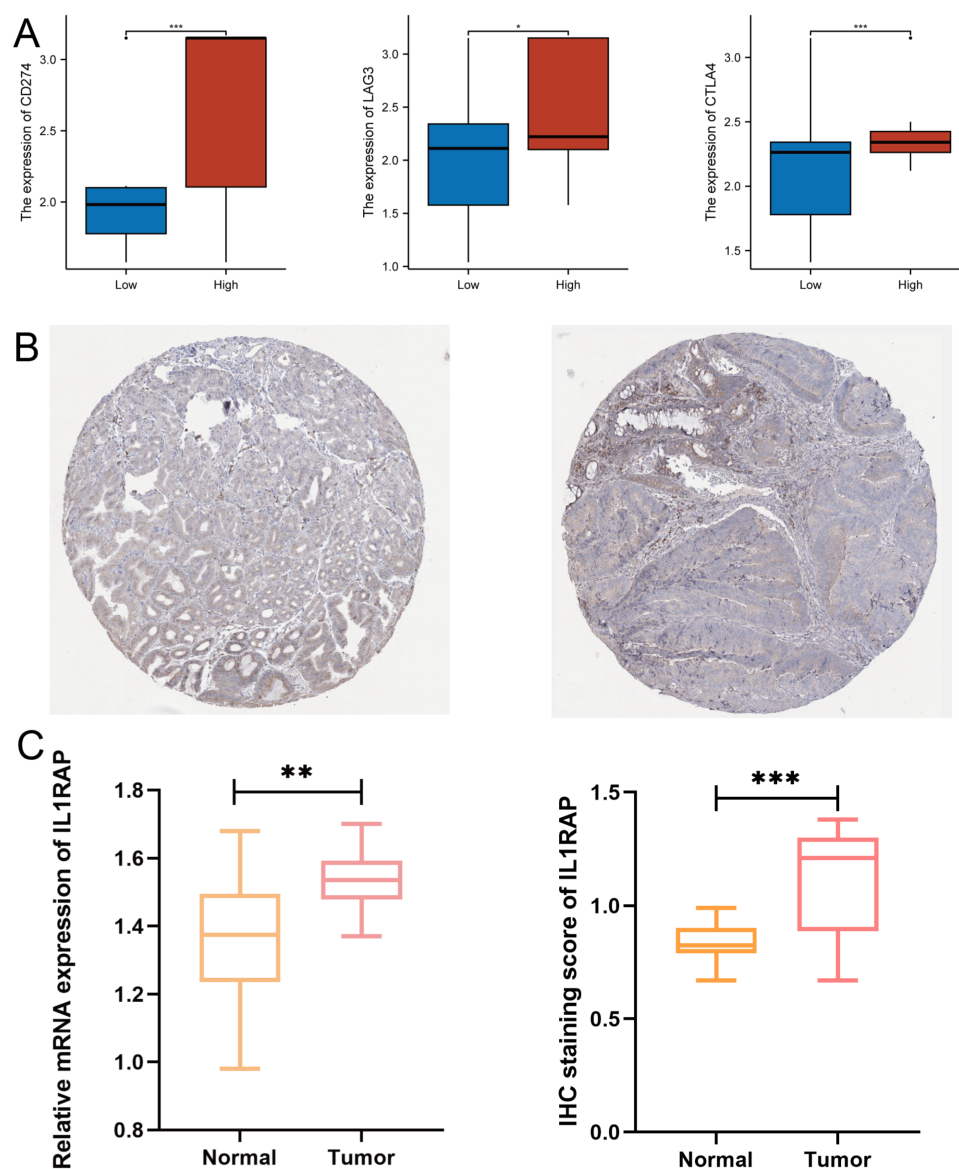 A
The expression of CD274
3.0
2.5
2.0
***
Low
High
The expression of LAG3
3.0
2.5
2.0
1.5
1.0
*
Low
High
The expression of CTLA4
3.0
2.5
2.0
1.5
***
Low
High
B
C
Relative mRNA expression of IL1RAP
1.8
1.6
1.4
1.2
1.0
0.8
**
Normal
Tumor
IHC staining score of IL1RAP
1.5
1.0
0.5
0.0
***
Normal
Tumor